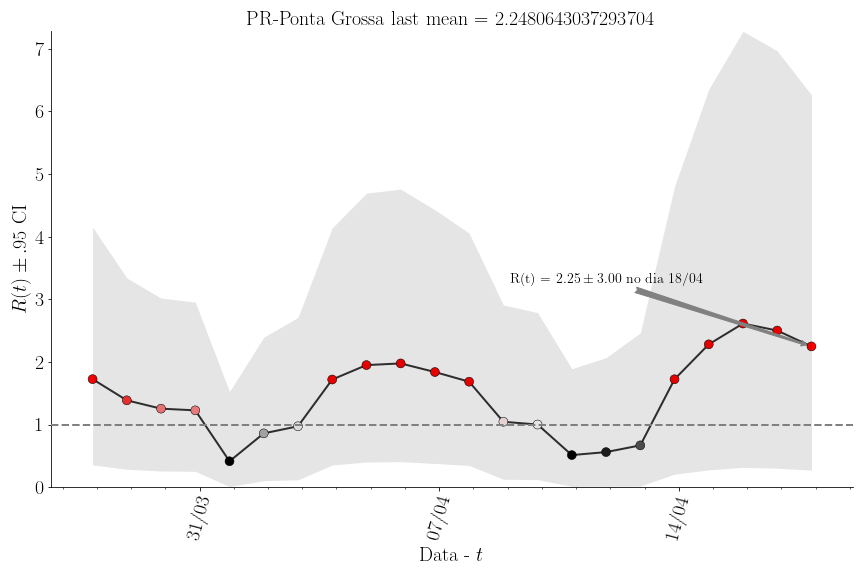 PR-Ponta Grossa last mean = 2.2480643037293704
7
6
5
4
3
2
1
0
R(t) ± .95 CI
R(t) = 2.25 ± 3.00 no dia 18/04
31/03
07/04
14/04
Data - t